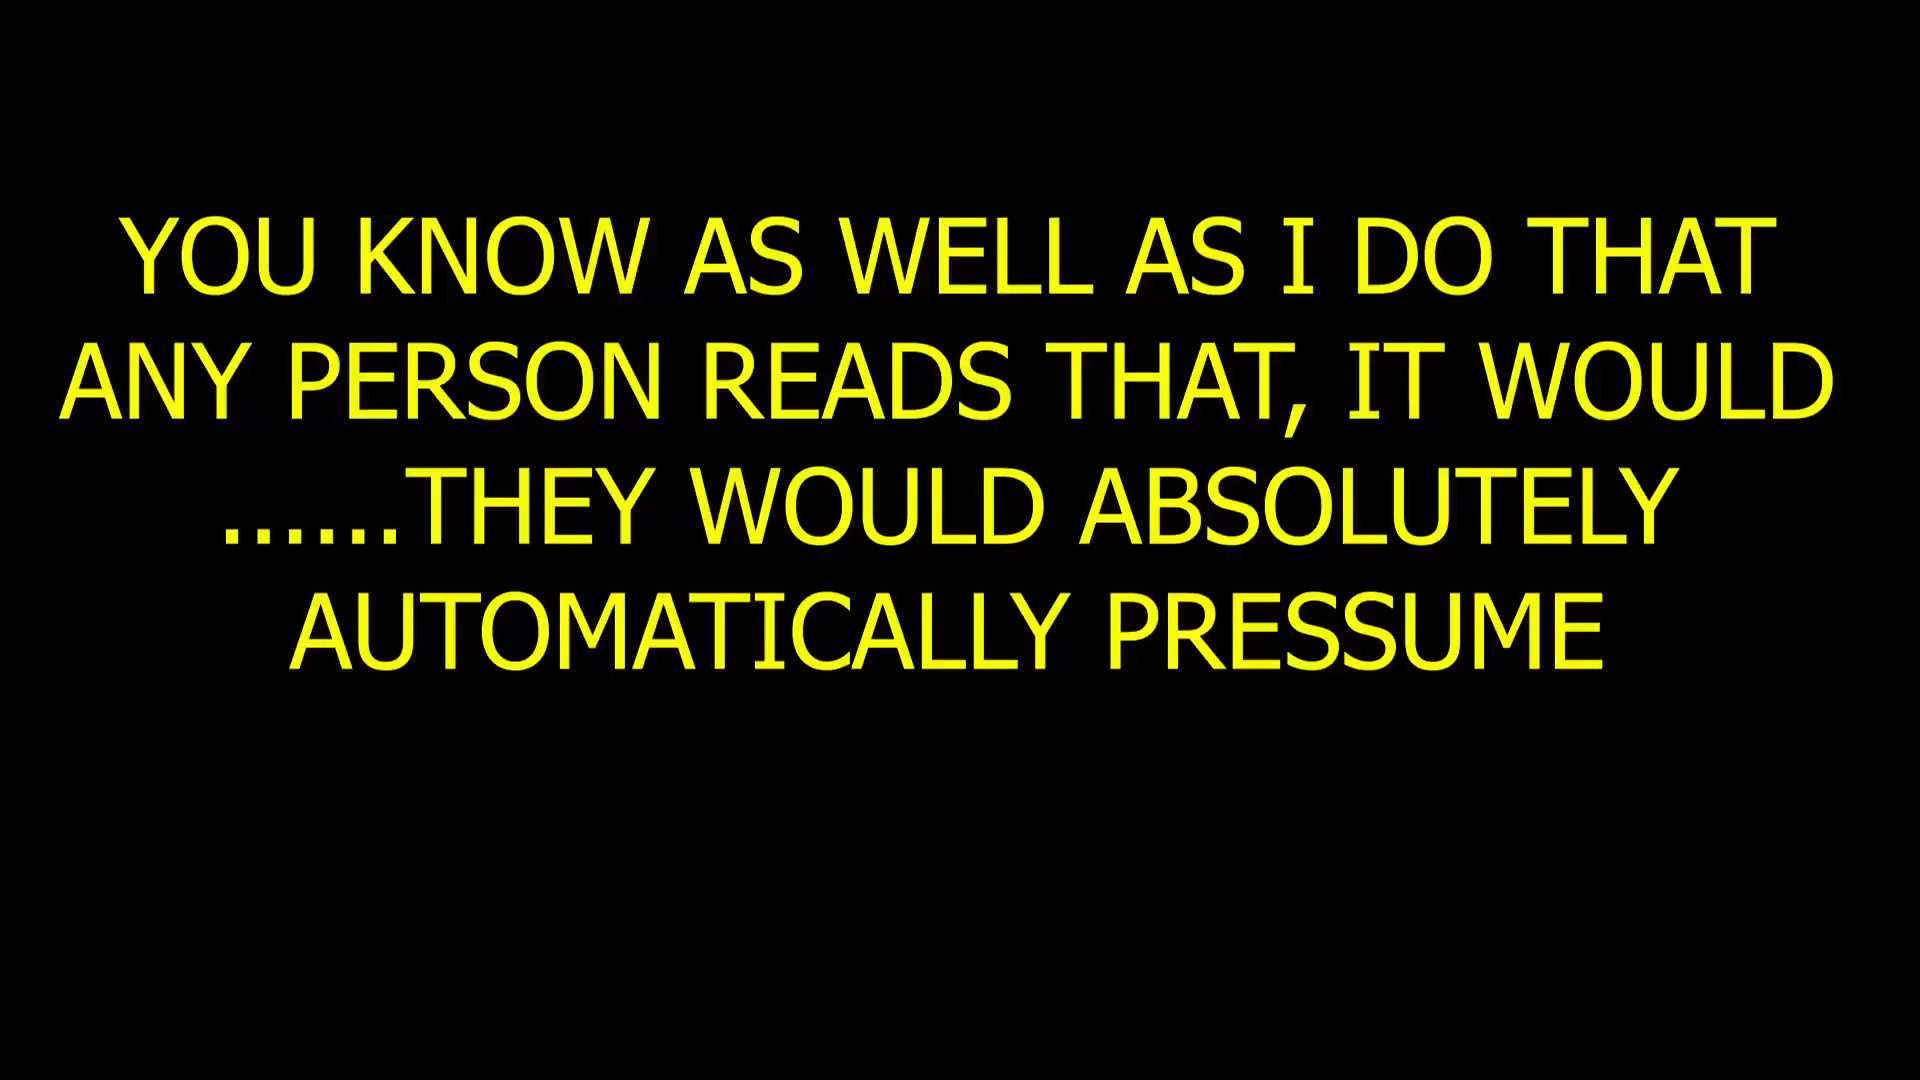 YOU KNOW AS WELL AS I DO THAT
ANY PERSON READS THAT, IT WOULD
......THEY WOULD ABSOLUTELY
AUTOMATICALLY PRESSUME